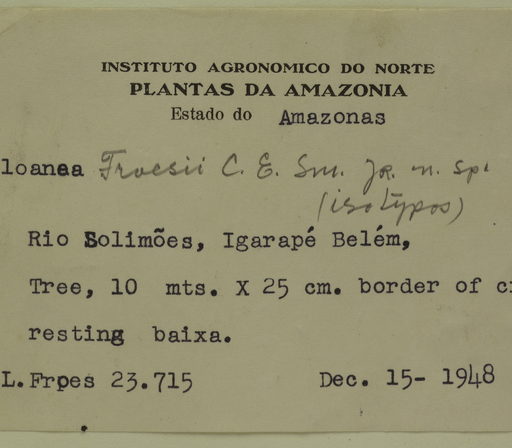 INSTITUTO AGRONOMICO DO NORTE
PLANTAS DA AMAZONIA
Estado do Amazonas
loanea Froesii C. E. Sm. Jr. n. sp.
(isotypos)
Rio Solimões, Igarapé Belém,
Tree, 10 mts. X 25 cm. border of
resting baixa.
L.Frpes 23.715 Dec. 15- 1948